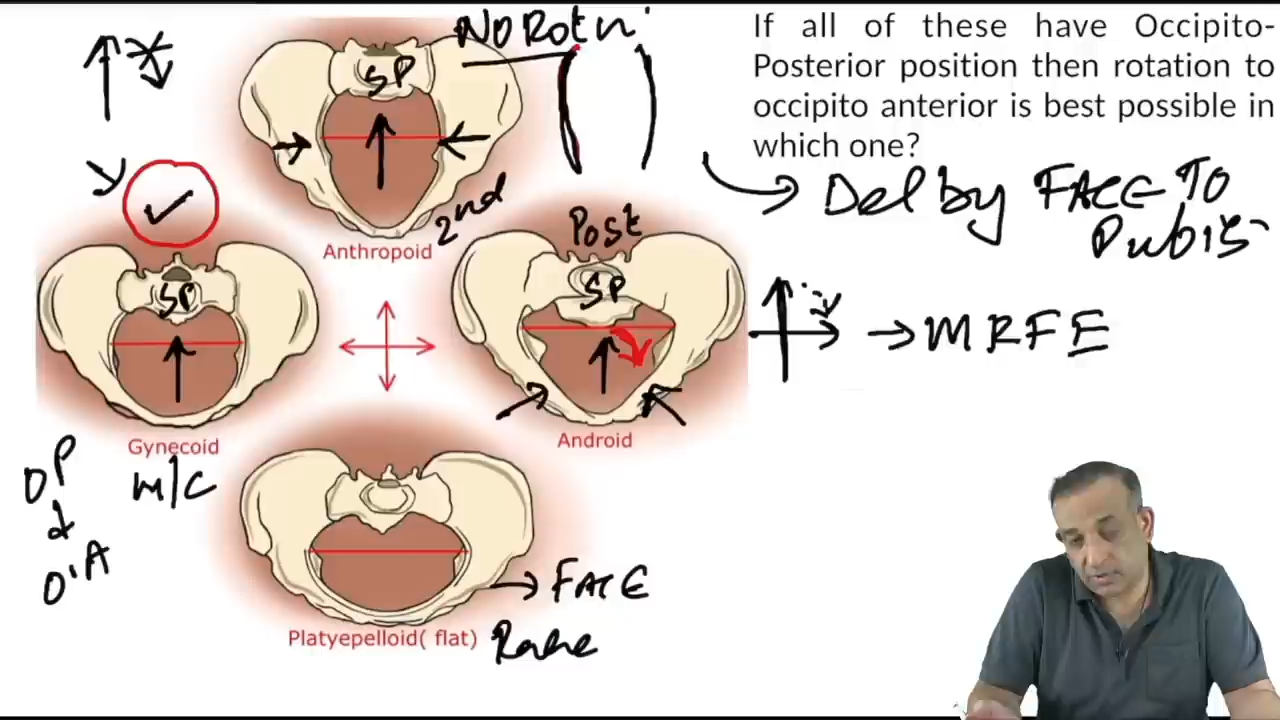 No Rotn
If all of these have Occipito-
Posterior position then rotation to
occipito anterior is best possible in
which one?
Del by FACE TO
Pubis
SP
Anthropoid
2nd
Post
SP
SP
MRFE
Gynecoid
m/c
Android
OP
O'A
FACE
Platyepelloid( flat)
Rare